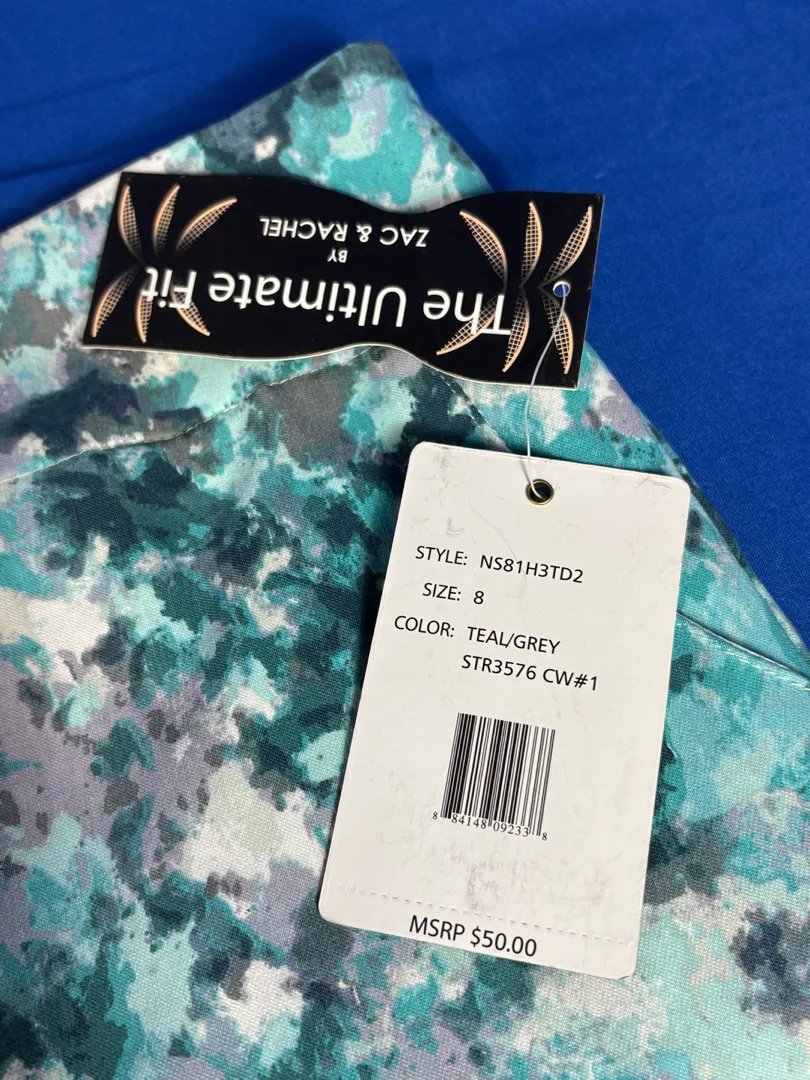 The Ultimate Fit
BY
ZAC & RACHEL
STYLE: NS81H3TD2
SIZE: 8
COLOR: TEAL/GREY
STR3576 CW#1
8 84148 09233 8
MSRP $50.00